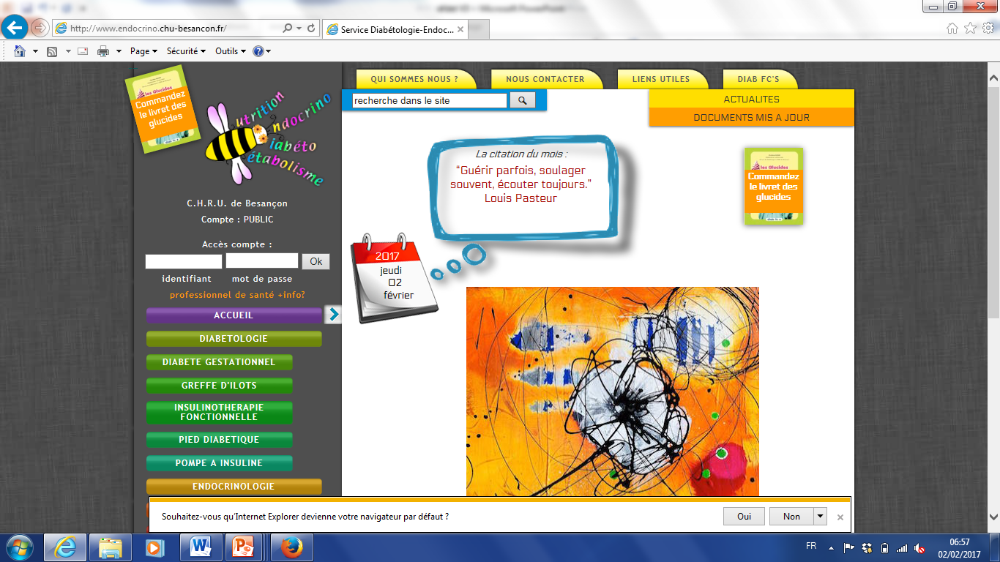 http://www.endocrino.chu-besancon.fr/
Service Diabétologie-Endoc...
Page
Sécurité
Outils
QUI SOMMES NOUS ?
NOUS CONTACTER
LIENS UTILES
DIAB FC'S
recherche dans le site
ACTUALITES
DOCUMENTS MIS A JOUR
les Glucides
Commandez
le livret des
glucides
utrition
ndocrino
iabéto
étabolisme
C.H.R.U. de Besançon
Compte : PUBLIC
Accès compte :
Ok
identifiant
mot de passe
professionnel de santé +info?
ACCUEIL
DIABETOLOGIE
DIABETE GESTATIONNEL
GREFFE D'ILOTS
INSULINOTHERAPIE
FONCTIONNELLE
PIED DIABETIQUE
POMPE A INSULINE
ENDOCRINOLOGIE
La citation du mois :
“Guérir parfois, soulager
souvent, écouter toujours.”
Louis Pasteur
les Glucides
Commandez
le livret des
glucides
2017
jeudi
02
février
Souhaitez-vous qu'Internet Explorer devienne votre navigateur par défaut ?
Oui
Non
FR
06:57
02/02/2017